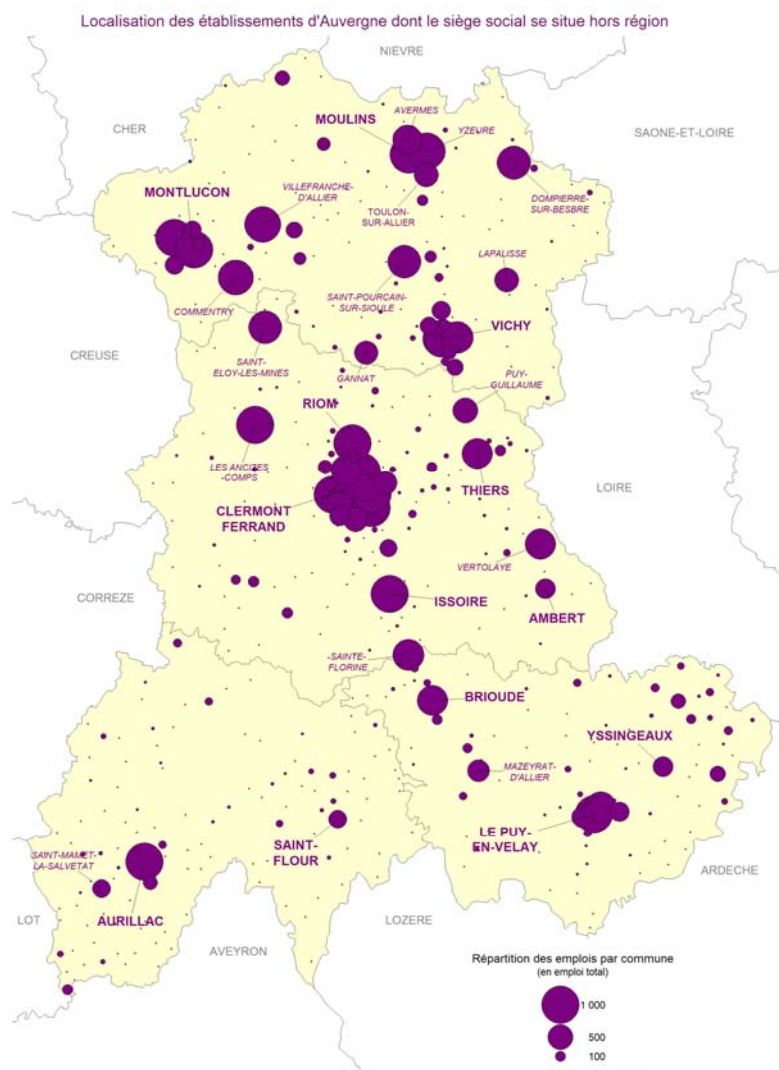 Localisation des établissements d'Auvergne dont le siège social se situe hors région
NIEVRE
AVERMES
MOULINS
CHER
YZEURE
SAONE-ET-LOIRE
VILLEFRANCHE-
D'ALLIER
MONTLUCON
DOMPIERRE-
SUR-BESBRE
TOULON-
SUR-ALLIER
LAPALISSE
COMMENTRY
SAINT-POURCAIN-
SUR-SIOULE
VICHY
CREUSE
SAINT-
ELOY-LES-MINES
GANNAT
PUY-
GUILLAUME
RIOM
LES ANCIZES
-COMPS
THIERS
LOIRE
CLERMONT
FERRAND
VERTOLAYE
CORREZE
ISSOIRE
AMBERT
-SAINTE-
FLORINE
BRIOUDE
YSSINGEAUX
MAZEYRAT-
D'ALLIER
LE PUY-
EN-VELAY
SAINT-
FLOUR
SAINT-MAMET-
LA-SALVETAT
ARDECHE
AURILLAC
LOT
LOZERE
AVEYRON
Répartition des emplois par commune
(en emploi total)
1 000
500
100